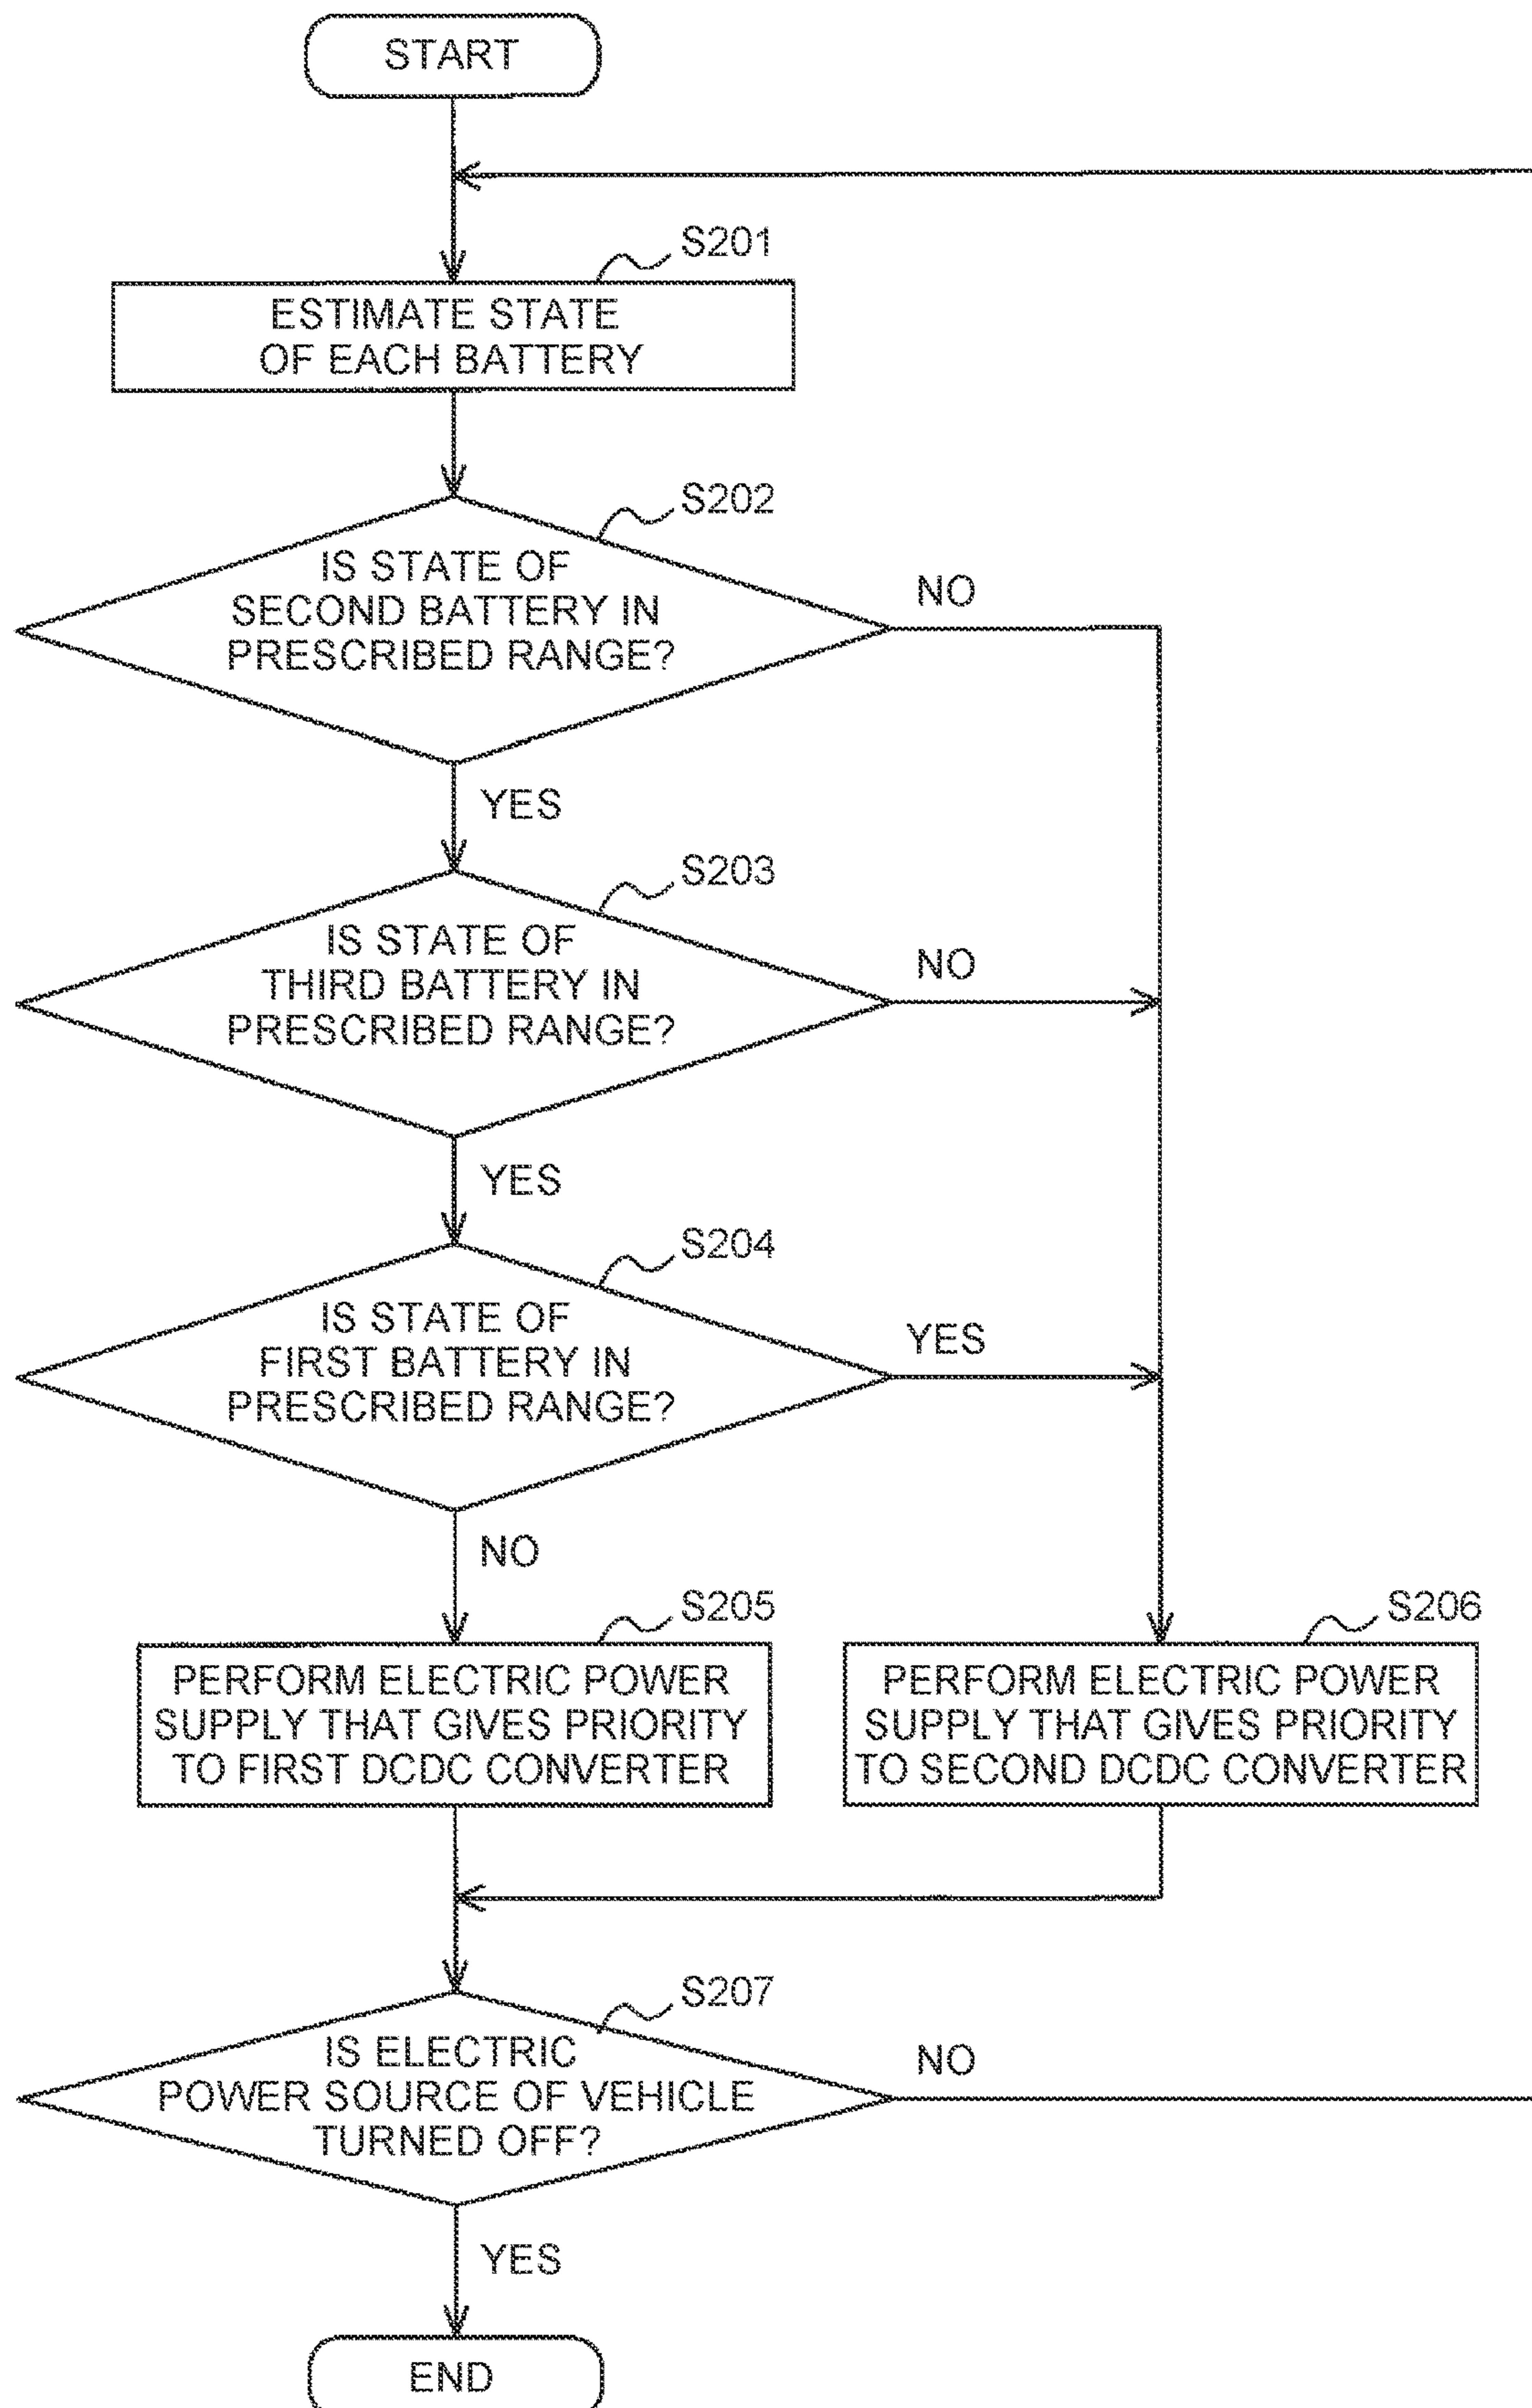 START
S201
ESTIMATE STATE
OF EACH BATTERY
S202
IS STATE OF
SECOND BATTERY IN
PRESCRIBED RANGE?
NO
YES
S203
IS STATE OF
THIRD BATTERY IN
PRESCRIBED RANGE?
NO
YES
S204
IS STATE OF
FIRST BATTERY IN
PRESCRIBED RANGE?
YES
NO
S205
PERFORM ELECTRIC POWER
SUPPLY THAT GIVES PRIORITY
TO FIRST DCDC CONVERTER
S206
PERFORM ELECTRIC POWER
SUPPLY THAT GIVES PRIORITY
TO SECOND DCDC CONVERTER
S207
IS ELECTRIC
POWER SOURCE OF VEHICLE
TURNED OFF?
NO
YES
END